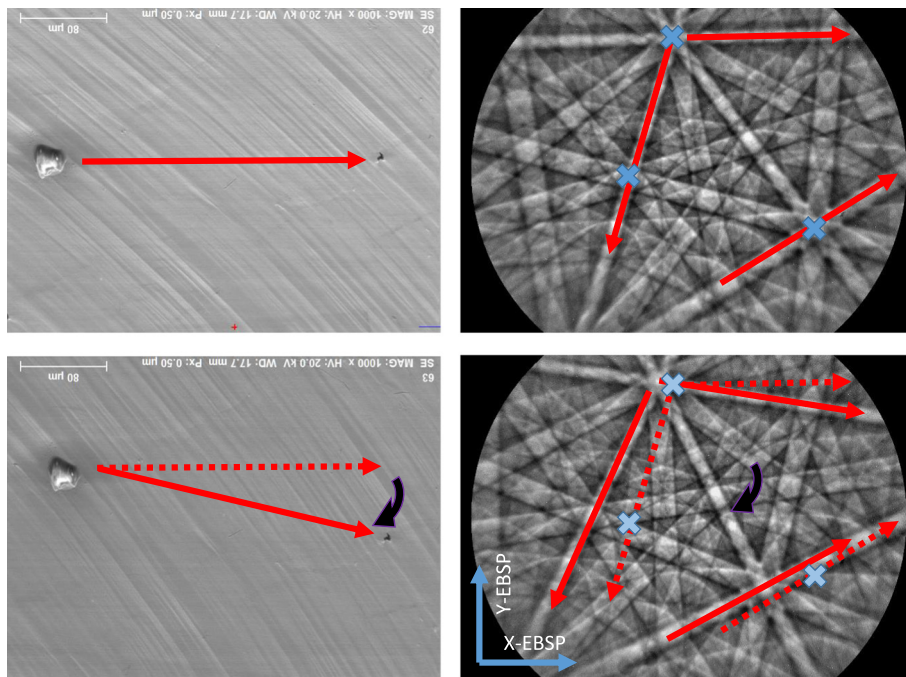 SE MAG: 1000 x HV: 20.0 kV WD: 17.7 mm Px: 0.50 µm
80 µm
62
SE MAG: 1000 x HV: 20.0 kV WD: 17.7 mm Px: 0.50 µm
80 µm
63
Y-EBSP
X-EBSP